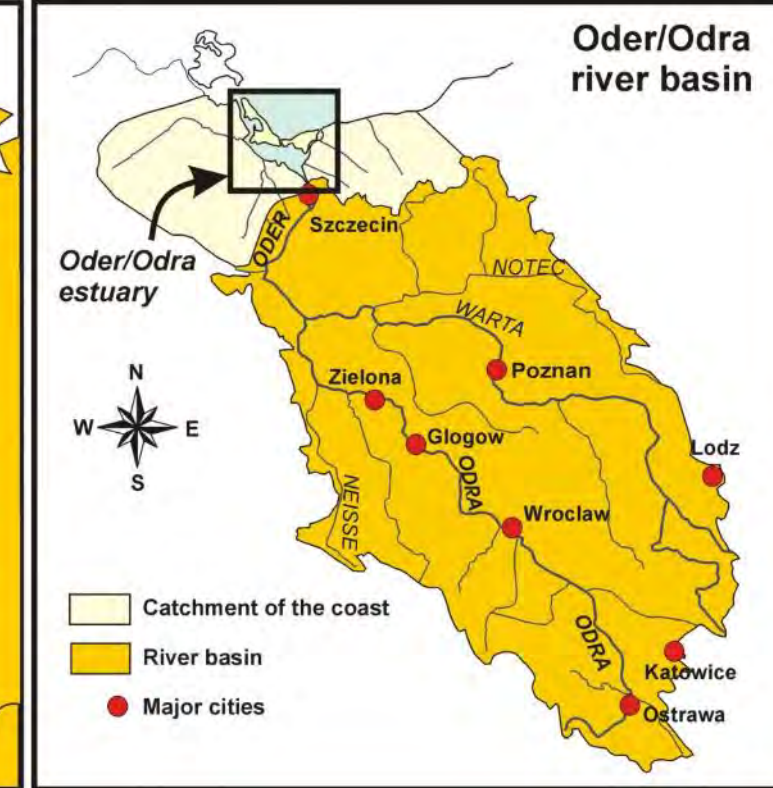 Oder/Odra
river basin
Szczecin
ODER
Oder/Odra
estuary
NOTEC
WARTA
Zielona
Poznan
N
W
E
S
Glogow
Lodz
ODRA
NEISSE
Wroclaw
Catchment of the coast
River basin
Major cities
ODRA
Katowice
Ostrawa